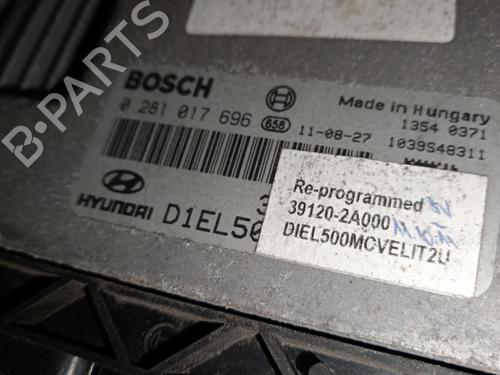 B-PARTS
BOSCH
0 281 017 696 658 11-08-27
Made in Hungary
1354 0371
1039S48311
HYUNDAI D1EL50
Re-programmed
39120-2A000
DIEL500MCVELIT2U